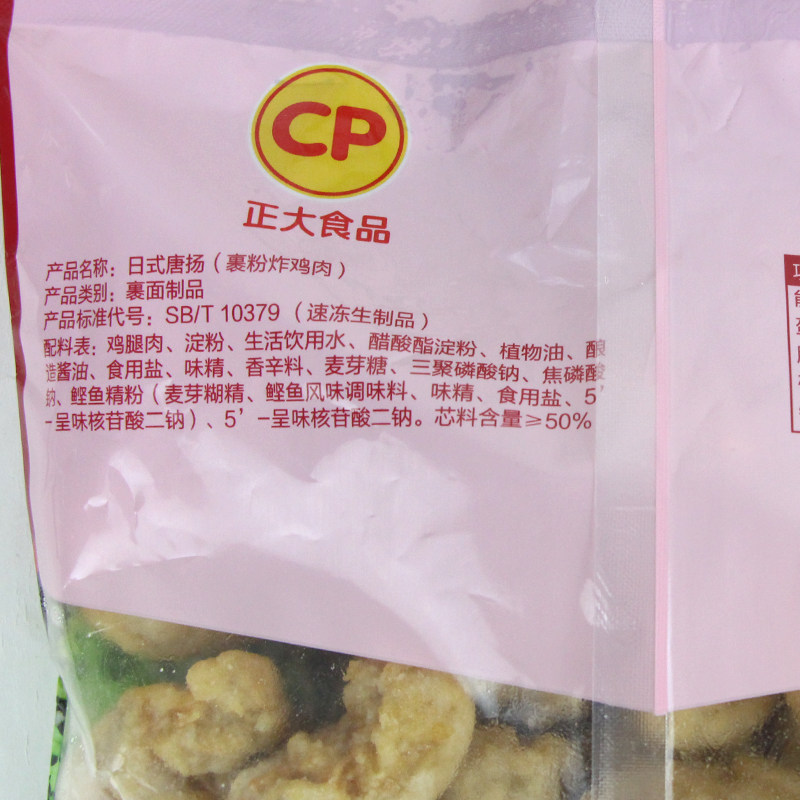 CP
正大食品
产品名称：日式唐扬（裹粉炸鸡肉）
产品类别：裹面制品
产品标准代号：SB/T 10379（速冻生制品）
配料表：鸡腿肉、淀粉、生活饮用水、醋酸酯淀粉、植物油、酿
造酱油、食用盐、味精、香辛料、麦芽糖、三聚磷酸钠、焦磷酸
钠、鲣鱼精粉（麦芽糊精、鲣鱼风味调味料、味精、食用盐、5’
-呈味核苷酸二钠）、5’-呈味核苷酸二钠。芯料含量≥50%